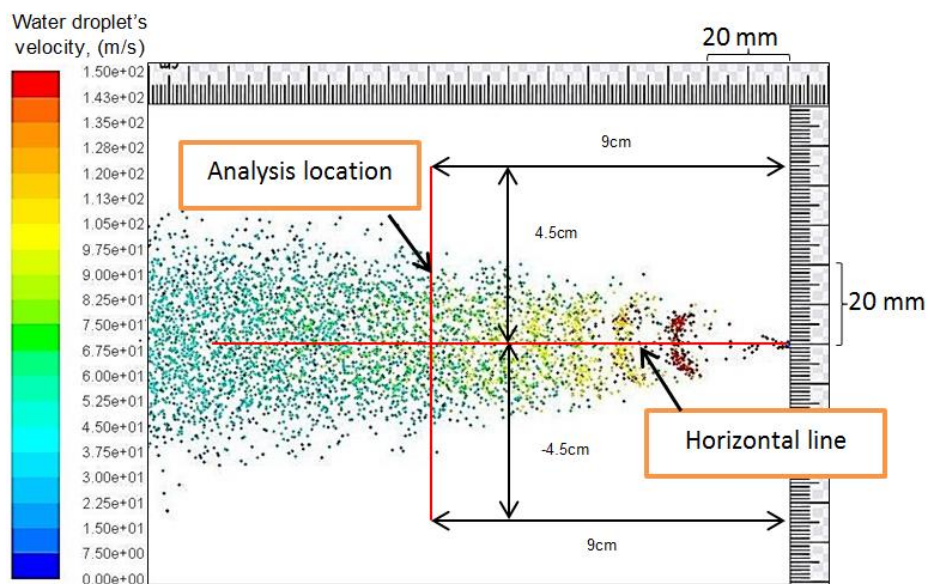 Water droplet's
velocity, (m/s)
1.50e+02
1.43e+02
1.35e+02
1.28e+02
1.20e+02
1.13e+02
1.05e+02
9.75e+01
9.00e+01
8.25e+01
7.50e+01
6.75e+01
6.00e+01
5.25e+01
4.50e+01
3.75e+01
3.00e+01
2.25e+01
1.50e+01
7.50e+00
0.00e+00
20 mm
9cm
Analysis location
4.5cm
20 mm
Horizontal line
-4.5cm
9cm